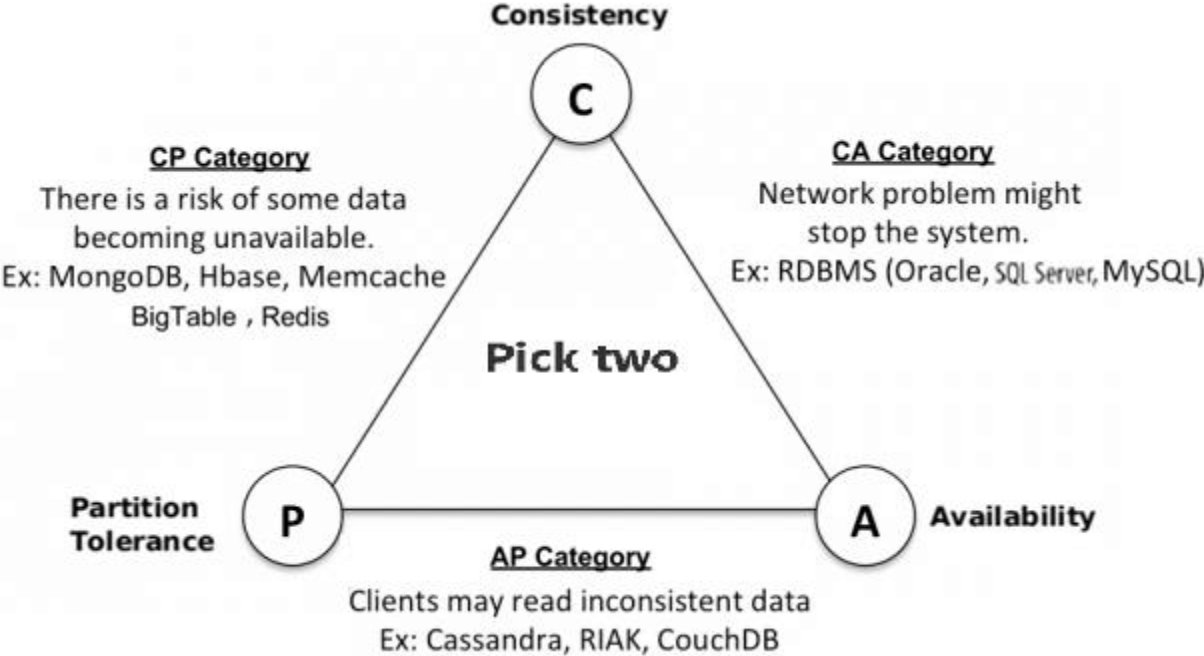 Consistency
C
CP Category
There is a risk of some data
becoming unavailable.
Ex: MongoDB, Hbase, Memcache
BigTable , Redis
CA Category
Network problem might
stop the system.
Ex: RDBMS (Oracle, SQL Server, MySQL)
Pick two
Partition
Tolerance
P
A
Availability
AP Category
Clients may read inconsistent data
Ex: Cassandra, RIAK, CouchDB